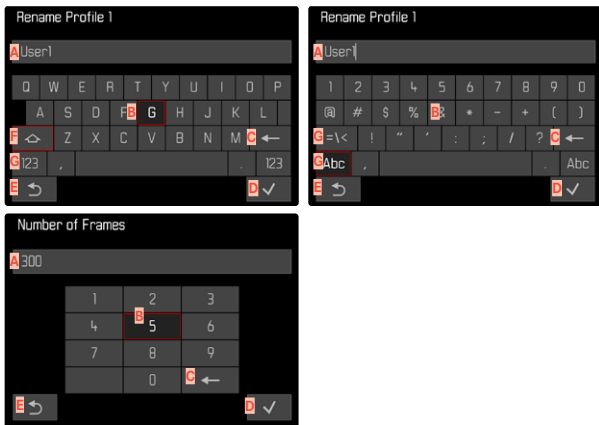 Rename Profile 1
A User1
Q W E R T Y U I O P
A S D F B G H J K L
F Z X C V B N M C ←
G 123 , . 123
E D ✓
Rename Profile 1
A User1
1 2 3 4 5 6 7 8 9 0
@ # $ % B & * - + ( )
G =\< ! " ' : ; / ? C ←
G Abc , . Abc
E D ✓
Number of Frames
A 300
1 2 3
B
4 5 6
7 8 9
0 C ←
E D ✓